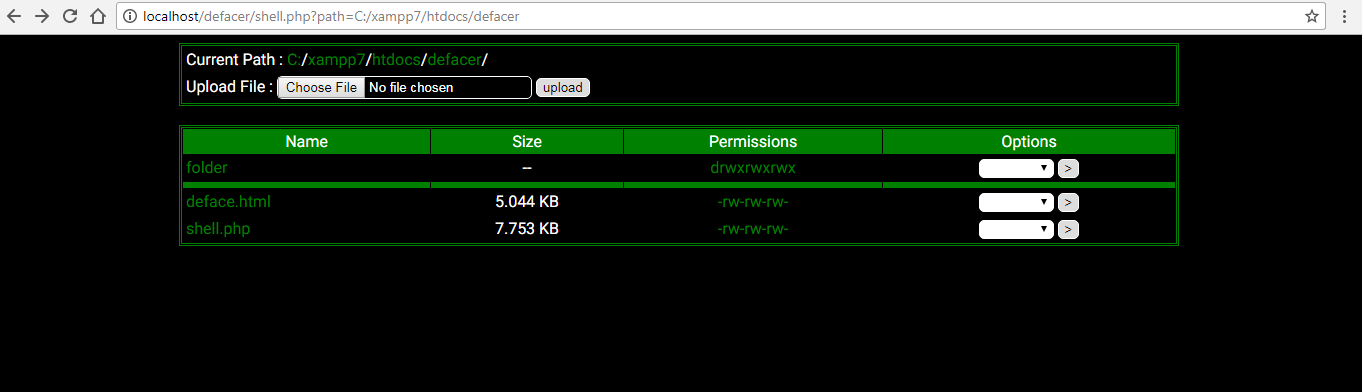 localhost/defacer/shell.php?path=C:/xampp7/htdocs/defacer
Current Path : C:/xampp7/htdocs/defacer/
Upload File : Choose File No file chosen upload
Name Size Permissions Options
folder -- drwxrwxrwx >
deface.html 5.044 KB -rw-rw-rw- >
shell.php 7.753 KB -rw-rw-rw- >